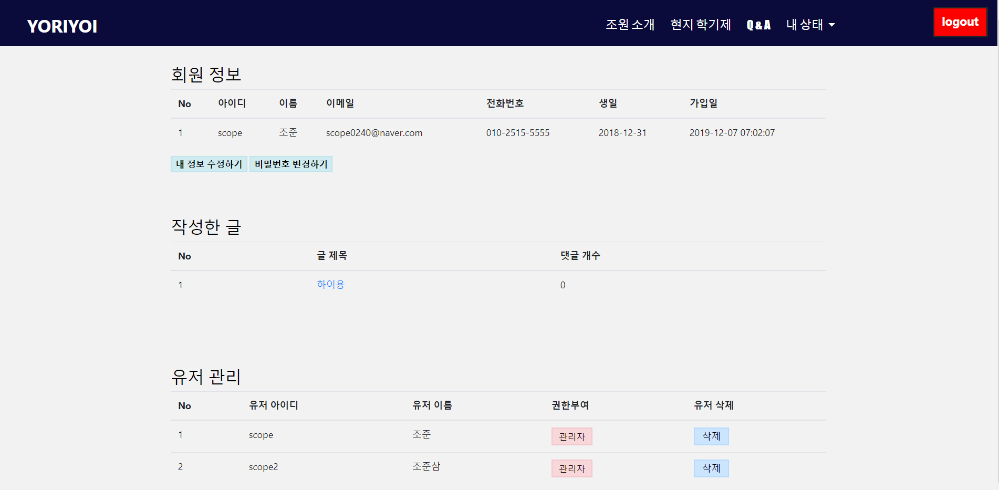 YORIYOI 조원 소개 현지 학기제 Q&A 내 상태 logout
회원 정보
No 아이디 이름 이메일 전화번호 생일 가입일
1 scope 조준 scope0240@naver.com 010-2515-5555 2018-12-31 2019-12-07 07:02:07
내 정보 수정하기 비밀번호 변경하기
작성한 글
No 글 제목 댓글 개수
1 하이용 0
유저 관리
No 유저 아이디 유저 이름 권한부여 유저 삭제
1 scope 조준 관리자 삭제
2 scope2 조준삼 관리자 삭제